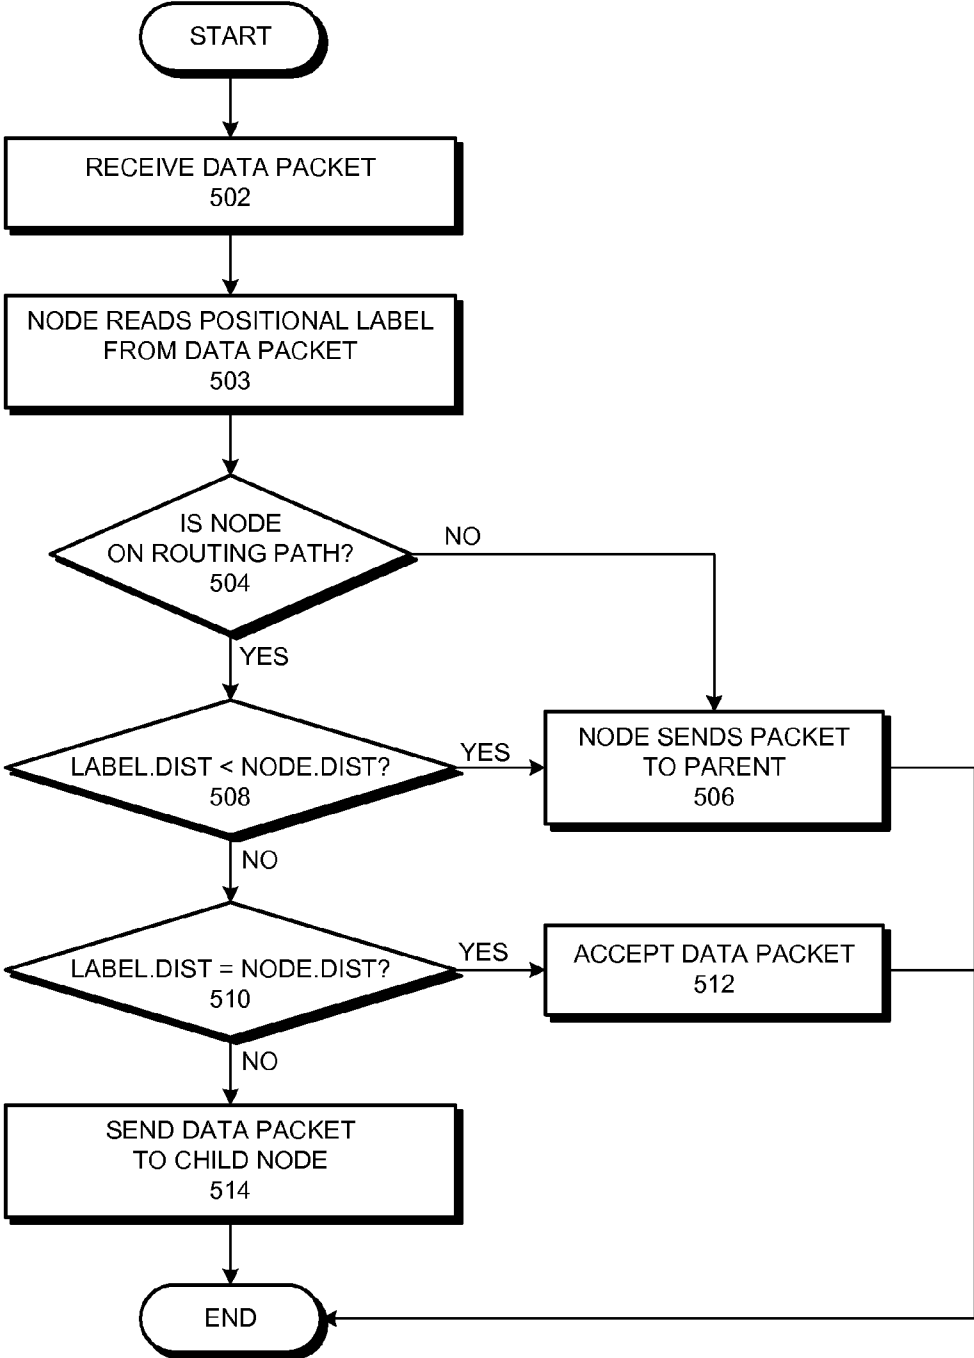 START
RECEIVE DATA PACKET
502
NODE READS POSITIONAL LABEL
FROM DATA PACKET
503
IS NODE
ON ROUTING PATH?
504
NO
YES
LABEL.DIST < NODE.DIST?
508
YES
NODE SENDS PACKET
TO PARENT
506
NO
LABEL.DIST = NODE.DIST?
510
YES
ACCEPT DATA PACKET
512
NO
SEND DATA PACKET
TO CHILD NODE
514
END